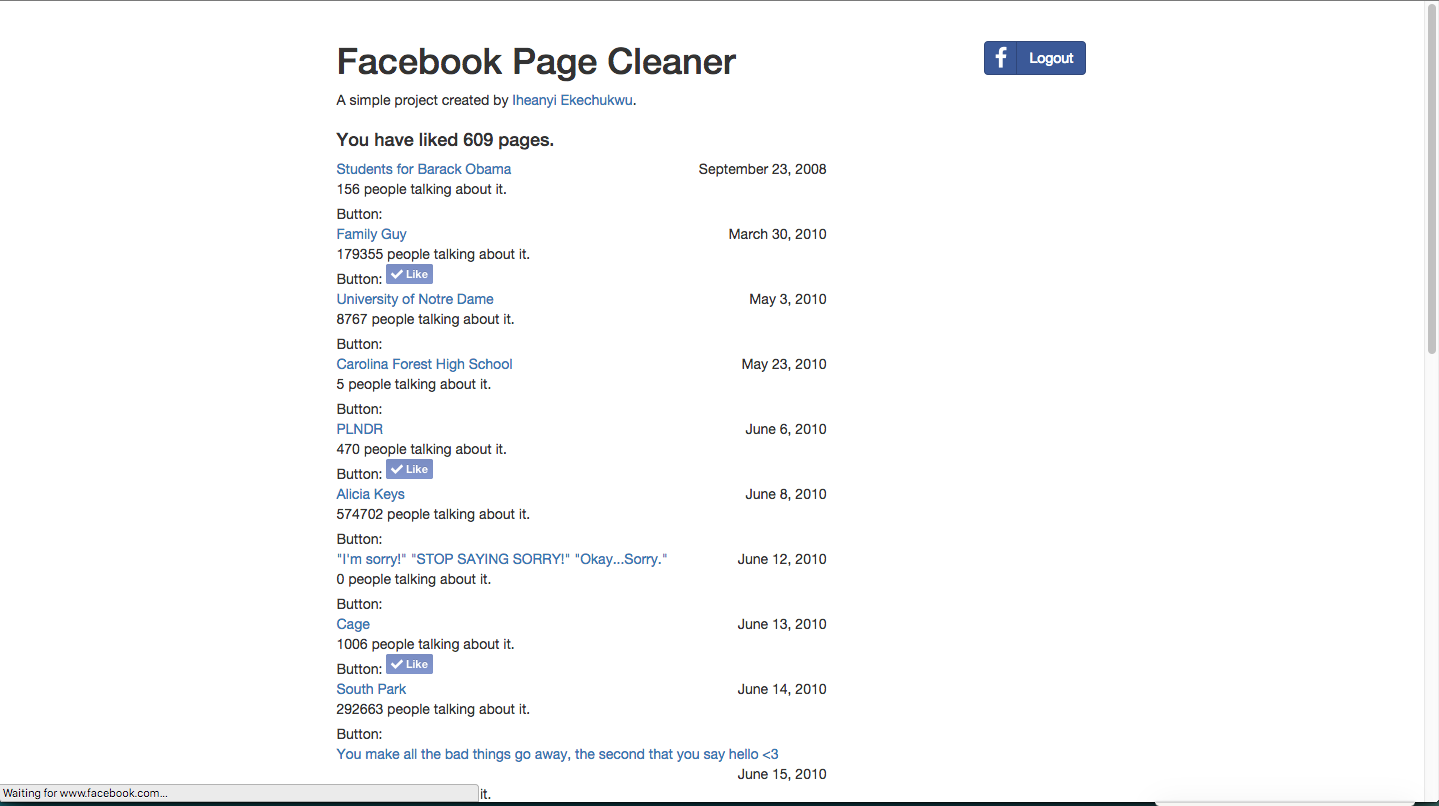 Facebook Page Cleaner
f Logout
A simple project created by Iheanyi Ekechukwu.
You have liked 609 pages.
Students for Barack Obama September 23, 2008
156 people talking about it.
Button:
Family Guy March 30, 2010
179355 people talking about it.
Button: Like
University of Notre Dame May 3, 2010
8767 people talking about it.
Button:
Carolina Forest High School May 23, 2010
5 people talking about it.
Button:
PLNDR June 6, 2010
470 people talking about it.
Button: Like
Alicia Keys June 8, 2010
574702 people talking about it.
Button:
"I'm sorry!" "STOP SAYING SORRY!" "Okay...Sorry." June 12, 2010
0 people talking about it.
Button:
Cage June 13, 2010
1006 people talking about it.
Button: Like
South Park June 14, 2010
292663 people talking about it.
Button:
You make all the bad things go away, the second that you say hello <3
June 15, 2010
Waiting for www.facebook.com... it.